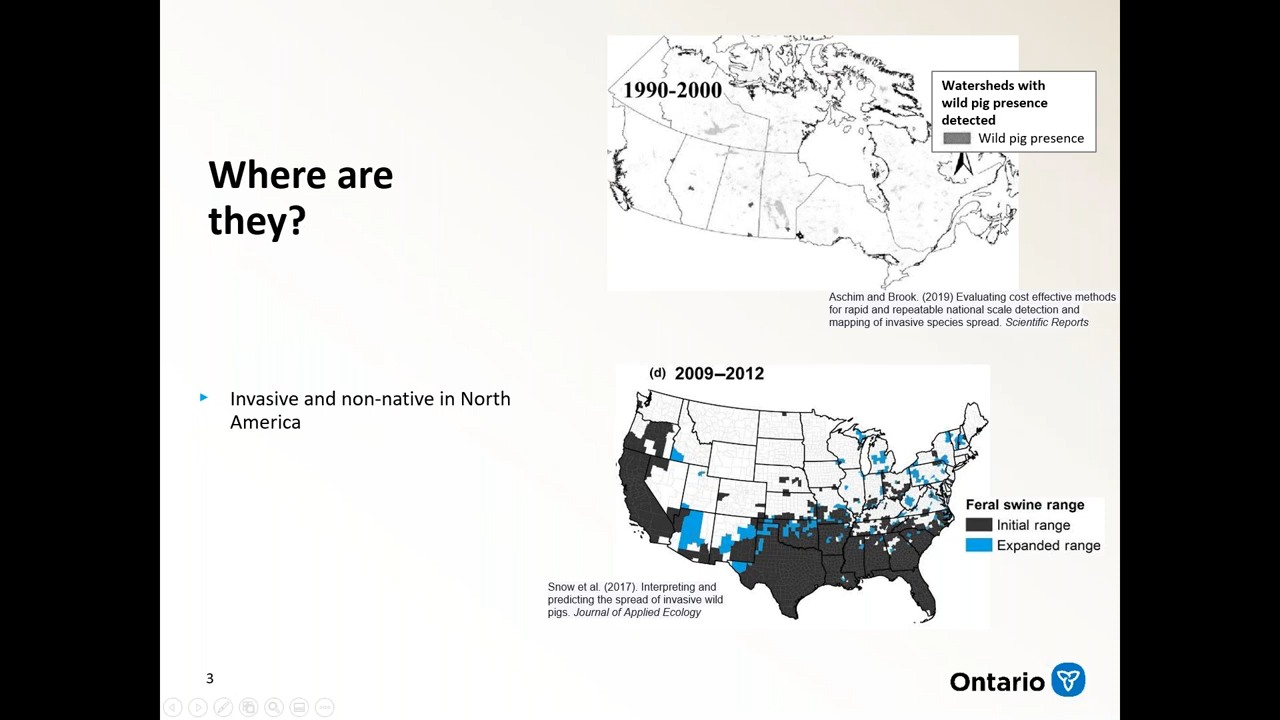 Where are
they?
Invasive and non-native in North
America
1990-2000
Watersheds with
wild pig presence
detected
Wild pig presence
Aschim and Brook. (2019) Evaluating cost effective methods
for rapid and repeatable national scale detection and
mapping of invasive species spread. Scientific Reports
(d) 2009–2012
Feral swine range
Initial range
Expanded range
Snow et al. (2017). Interpreting and
predicting the spread of invasive wild
pigs. Journal of Applied Ecology
3
Ontario